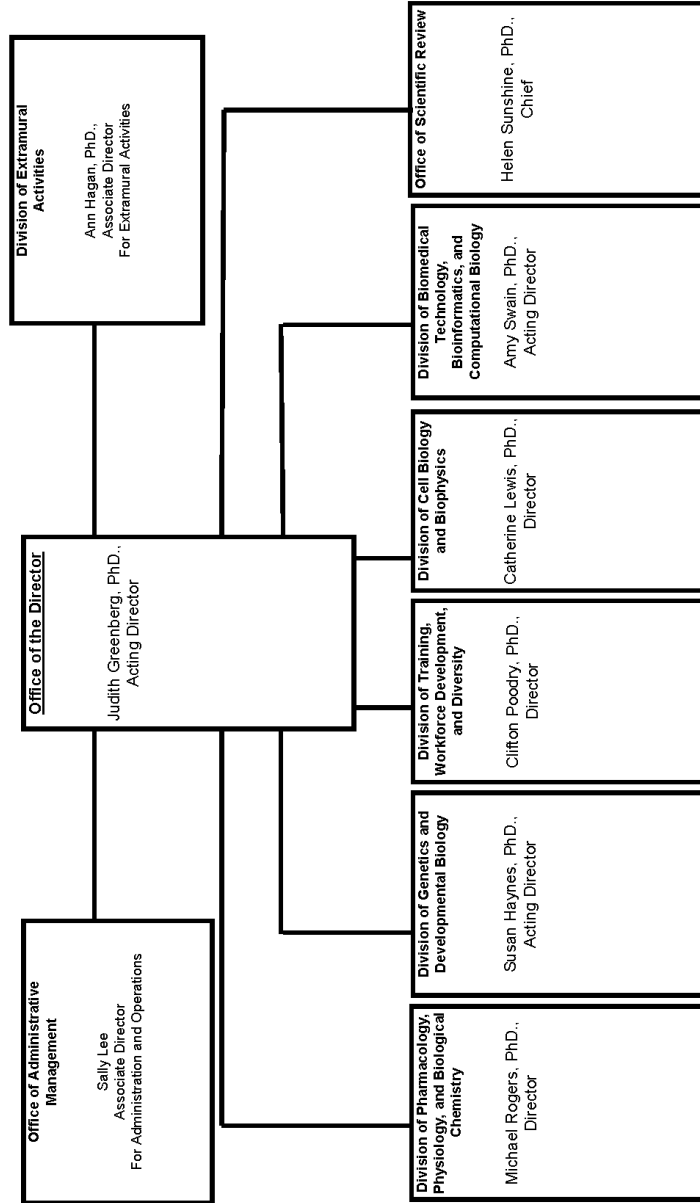 Office of Administrative
Management
Sally Lee
Associate Director
For Administration and Operations
Office of the Director
Judith Greenberg, PhD.,
Acting Director
Division of Extramural
Activities
Ann Hagan, PhD.,
Associate Director
For Extramural Activities
Division of Pharmacology,
Physiology, and Biological
Chemistry
Michael Rogers, PhD.,
Director
Division of Genetics and
Developmental Biology
Susan Haynes, PhD.,
Acting Director
Division of Training,
Workforce Development,
and Diversity
Clifton Poodry, PhD.,
Director
Division of Cell Biology
and Biophysics
Catherine Lewis, PhD.,
Director
Division of Biomedical
Technology,
Bioinformatics, and
Computational Biology
Amy Swain, PhD.,
Acting Director
Office of Scientific Review
Helen Sunshine, PhD.,
Chief